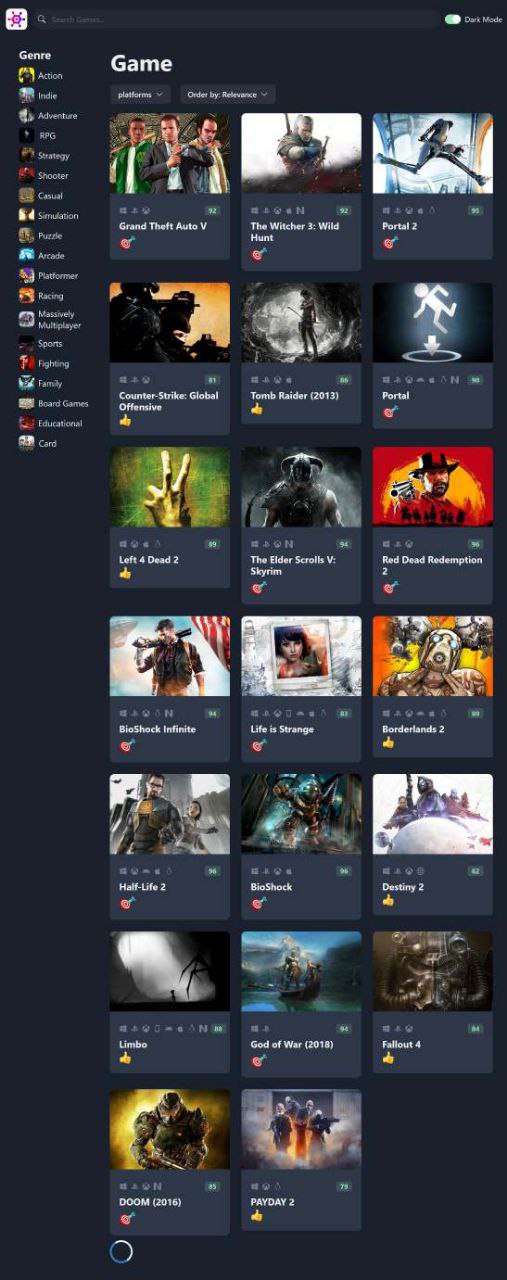 Search Games...
Dark Mode
Genre
Action
Indie
Adventure
RPG
Strategy
Shooter
Casual
Simulation
Puzzle
Arcade
Platformer
Racing
Massively
Multiplayer
Sports
Fighting
Family
Board Games
Educational
Card
Game
platforms
Order by: Relevance
92
Grand Theft Auto V
92
The Witcher 3: Wild
Hunt
95
Portal 2
81
Counter-Strike: Global
Offensive
86
Tomb Raider (2013)
90
Portal
89
Left 4 Dead 2
94
The Elder Scrolls V:
Skyrim
96
Red Dead Redemption
2
94
BioShock Infinite
83
Life is Strange
89
Borderlands 2
96
Half-Life 2
96
BioShock
82
Destiny 2
88
Limbo
94
God of War (2018)
84
Fallout 4
85
DOOM (2016)
79
PAYDAY 2